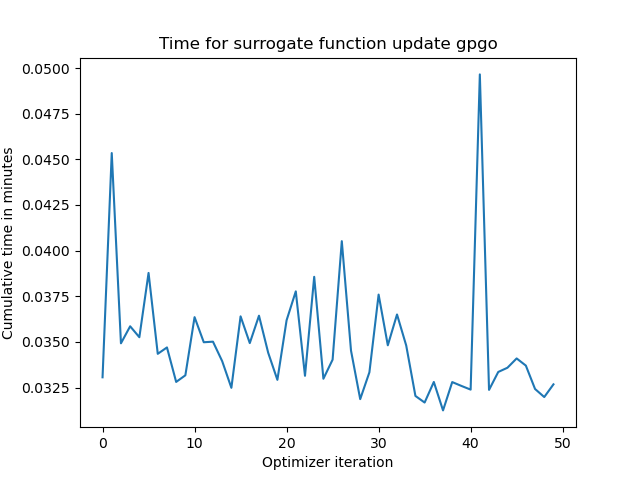 Time for surrogate function update gpgo
Cumulative time in minutes
0.0500
0.0475
0.0450
0.0425
0.0400
0.0375
0.0350
0.0325
0 10 20 30 40 50
Optimizer iteration